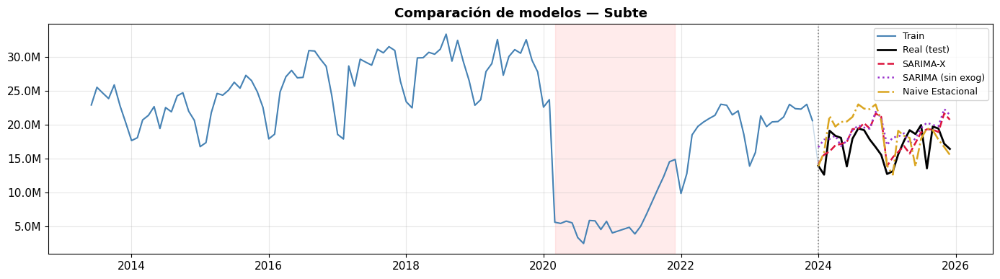 Comparación de modelos — Subte
Train
Real (test)
SARIMA-X
SARIMA (sin exog)
Naive Estacional
30.0M
25.0M
20.0M
15.0M
10.0M
5.0M
2014
2016
2018
2020
2022
2024
2026